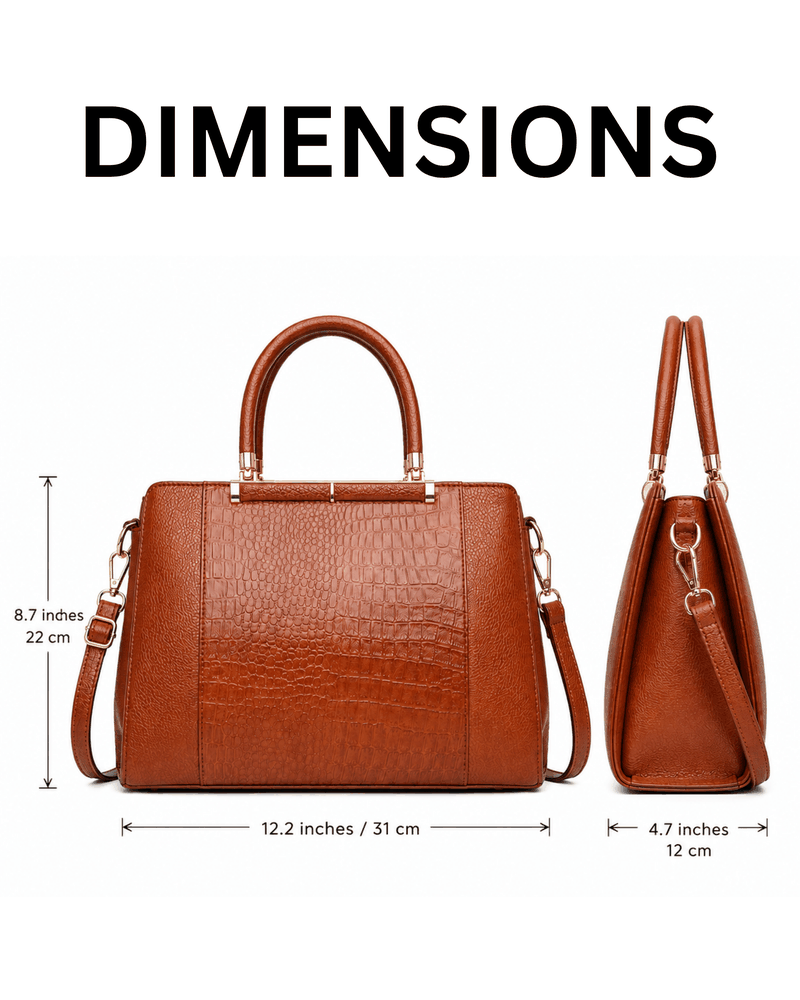 DIMENSIONS
8.7 inches
22 cm
12.2 inches / 31 cm
4.7 inches
12 cm